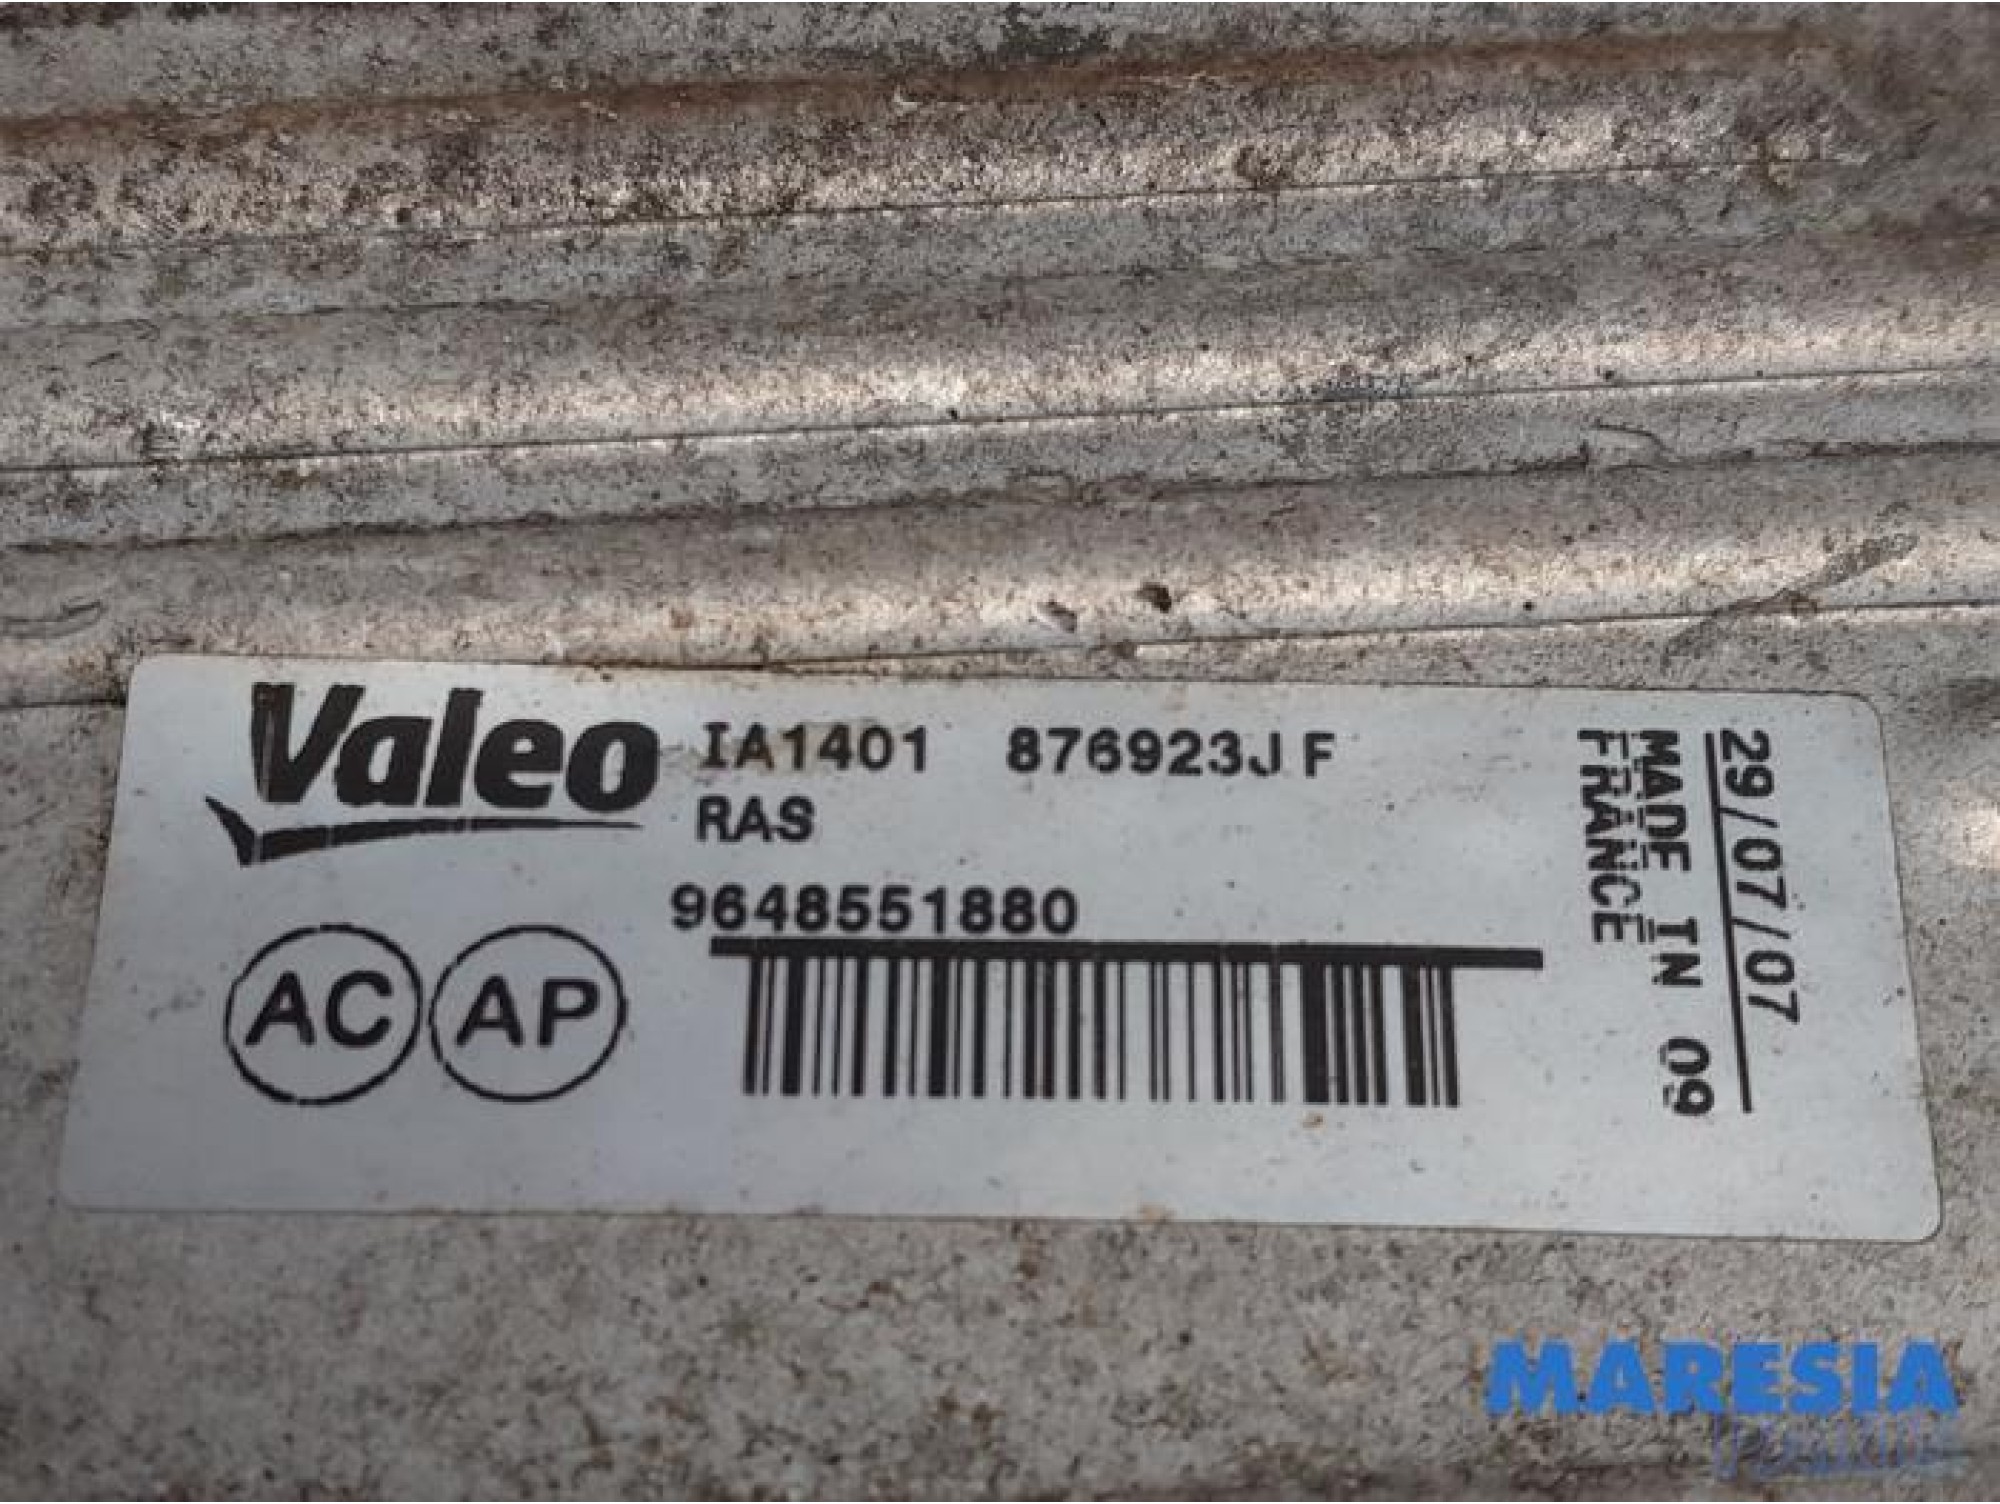 Valeo IA1401 876923J F
RAS
9648551880
AC AP
29/07/07
MADE IN 09
FRANCE
MARESIA